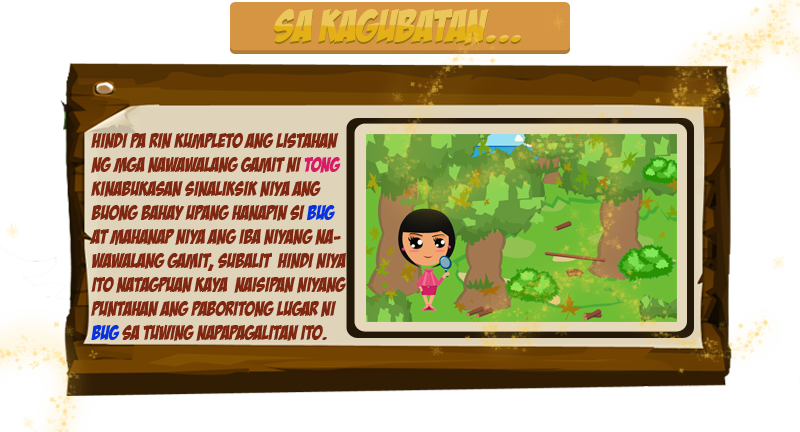 SA KAGUBATAN...
HINDI PA RIN KUMPLETO ANG LISTAHAN
NG MGA NAWAWALANG GAMIT NI TONG
KINABUKASAN SINALIKSIK NIYA ANG
BUONG BAHAY UPANG HANAPIN SI BUG
AT MAHANAP NIYA ANG IBA NIYANG NA-
WAWALANG GAMIT, SUBALIT HINDI NIYA
ITO NATAGPUAN KAYA NAISIPAN NIYANG
PUNTAHAN ANG PABORITONG LUGAR NI
BUG SA TUWING NAPAPAGALITAN ITO.